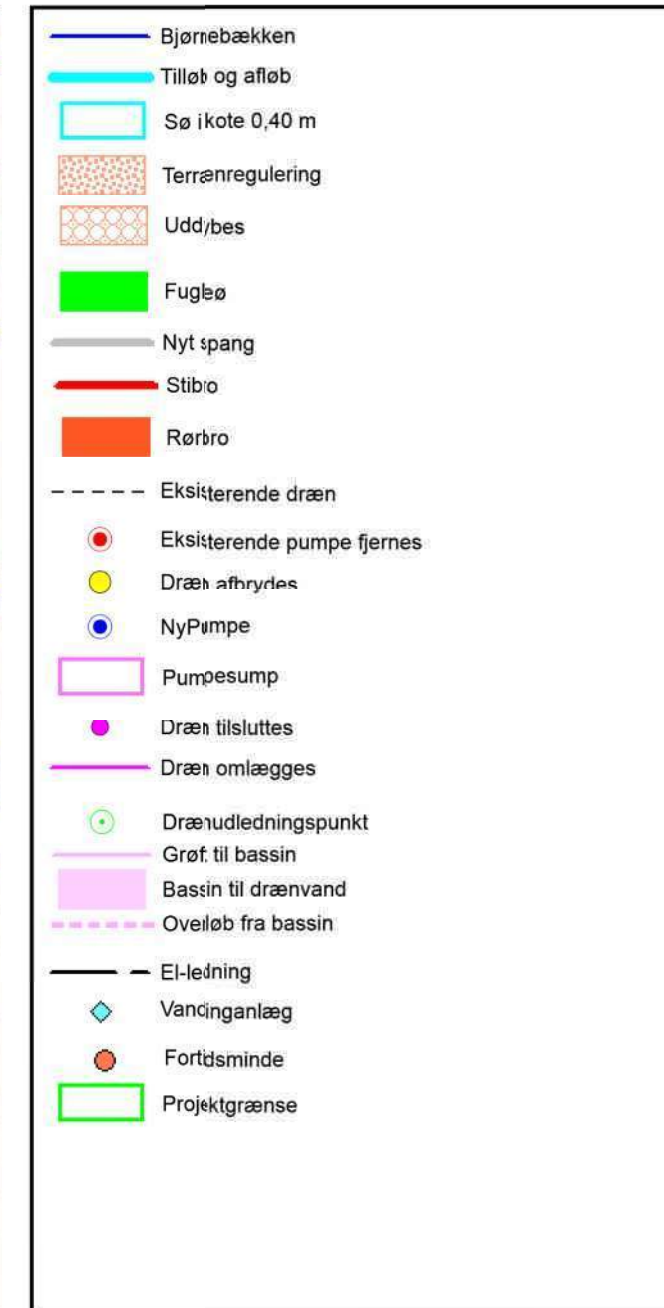 Bjørnebækken
Tilløb og afløb
Sø i kote 0,40 m
Terrænregulering
Uddybes
Fugleø
Nyt spang
Stibro
Rørbro
Eksisterende dræn
Eksisterende pumpe fjernes
Dræn afbrydes
NyPumpe
Pumpesump
Dræn tilsluttes
Dræn omlægges
Drænudledningspunkt
Grøft til bassin
Bassin til drænvand
Overløb fra bassin
El-ledning
Vandinganlæg
Fortidsminde
Projektgrænse